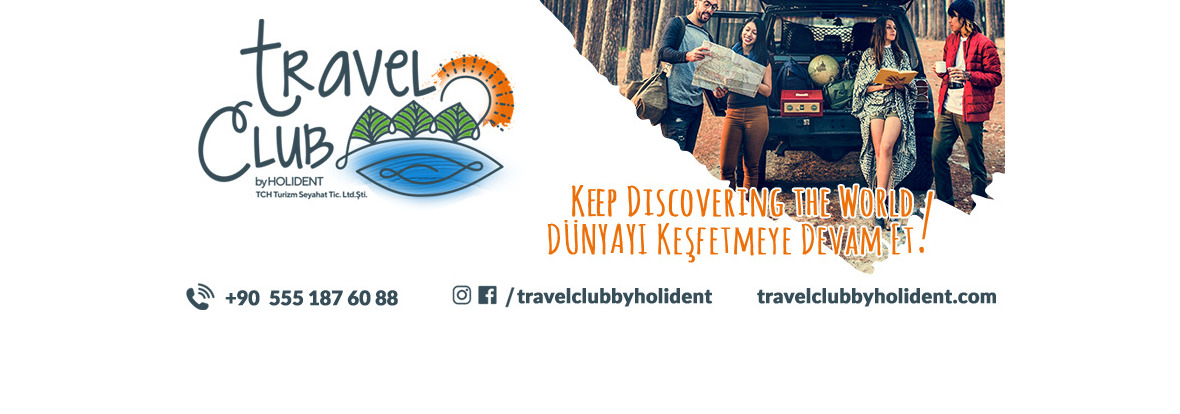 travel
CLUB
by HOLIDENT
TCH Turizm Seyahat Tic. Ltd.Şti.
KEEP DISCOVERING THE WORLD
DÜNYAYI KEŞFETMEYE DEVAM ET!
+90 555 187 60 88
/travelclubbyholident
travelclubbyholident.com